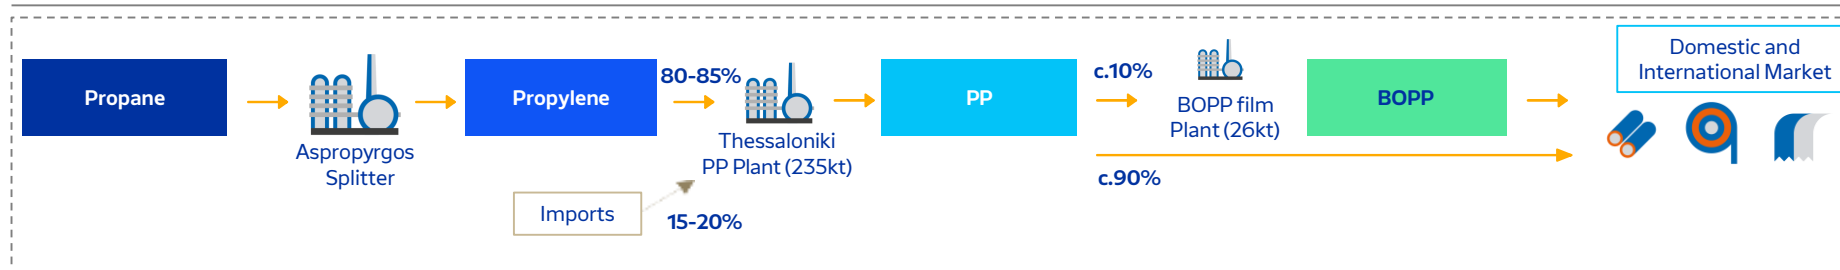 Propane
Aspropyrgos
Splitter
Propylene
80-85%
Imports
15-20%
Thessaloniki
PP Plant (235kt)
PP
c.10%
c.90%
BOPP film
Plant (26kt)
BOPP
Domestic and
International Market